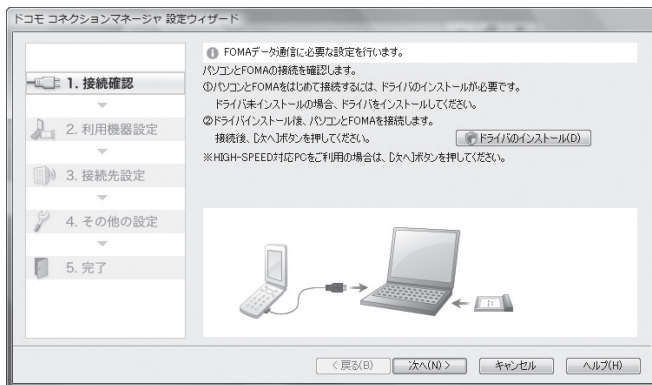 ドコモ コネクションマネージャ 設定ウィザード
1. 接続確認
2. 利用機器設定
3. 接続先設定
4. その他の設定
5. 完了
FOMAデータ通信に必要な設定を行います。
パソコンとFOMAの接続を確認します。
①パソコンとFOMAをはじめて接続するには、ドライバのインストールが必要です。
ドライバ未インストールの場合、ドライバをインストールしてください。
②ドライバインストール後、パソコンとFOMAを接続します。
接続後、[次へ]ボタンを押してください。
ドライバのインストール(D)
※HIGH-SPEED対応PCをご利用の場合は、[次へ]ボタンを押してください。
< 戻る(B)
次へ(N) >
キャンセル
ヘルプ(H)